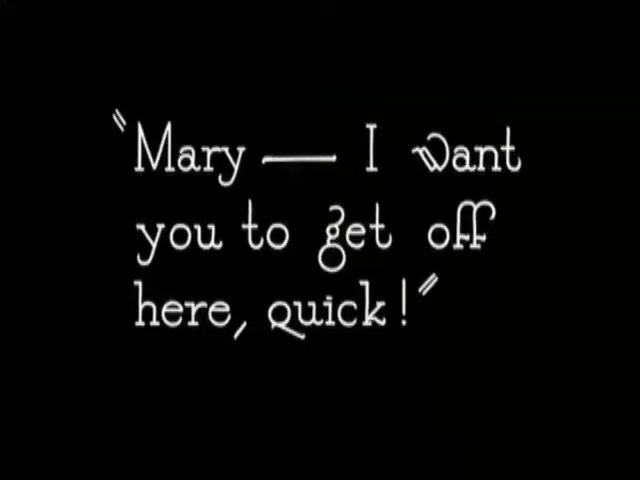 "Mary — I want
you to get off
here, quick!"